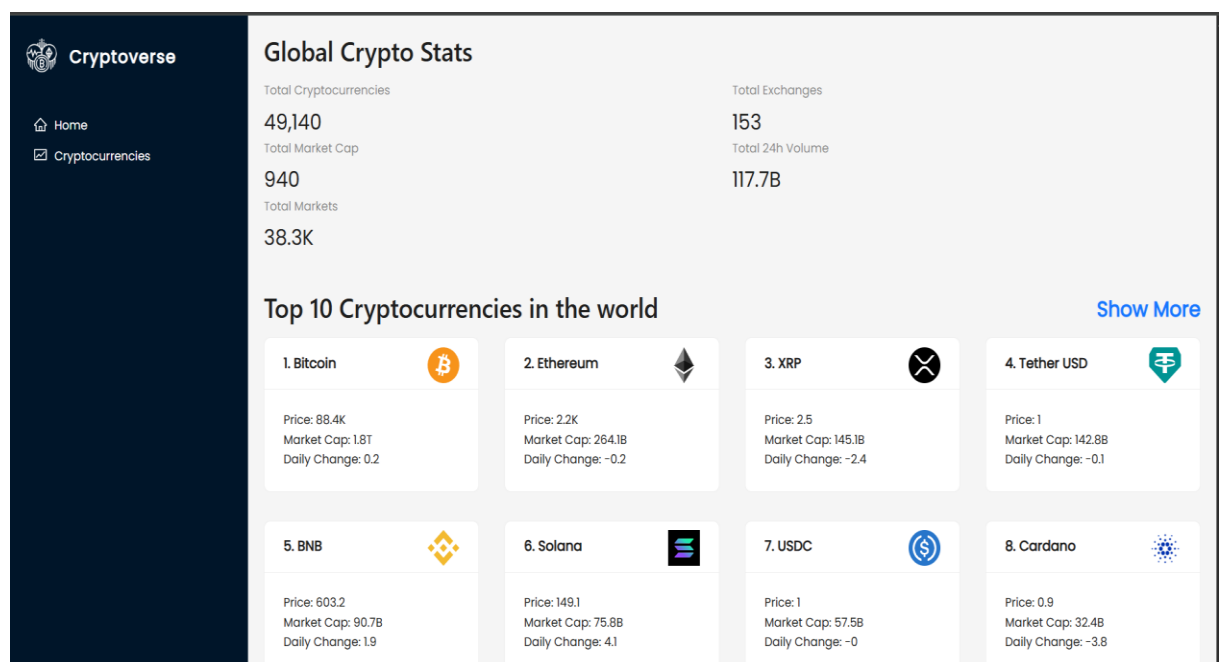 Cryptoverse
Home
Cryptocurrencies
Global Crypto Stats
Total Cryptocurrencies
49,140
Total Exchanges
153
Total Market Cap
940
Total 24h Volume
117.7B
Total Markets
38.3K
Top 10 Cryptocurrencies in the world
Show More
1. Bitcoin
Price: 88.4K
Market Cap: 1.8T
Daily Change: 0.2
2. Ethereum
Price: 2.2K
Market Cap: 264.1B
Daily Change: -0.2
3. XRP
Price: 2.5
Market Cap: 145.1B
Daily Change: -2.4
4. Tether USD
Price: 1
Market Cap: 142.8B
Daily Change: -0.1
5. BNB
Price: 603.2
Market Cap: 90.7B
Daily Change: 1.9
6. Solana
Price: 149.1
Market Cap: 75.8B
Daily Change: 4.1
7. USDC
Price: 1
Market Cap: 57.5B
Daily Change: -0
8. Cardano
Price: 0.9
Market Cap: 32.4B
Daily Change: -3.8